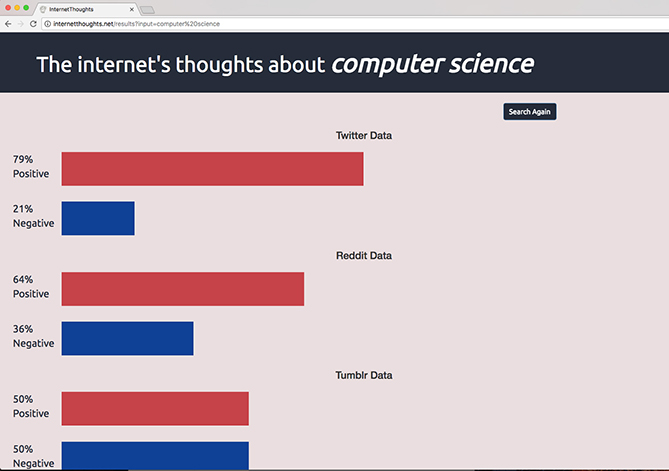 InternetThoughts
internetthoughts.net/results?input=computer%20science
The internet's thoughts about computer science
Search Again
Twitter Data
79%
Positive
21%
Negative
Reddit Data
64%
Positive
36%
Negative
Tumblr Data
50%
Positive
50%
Negative